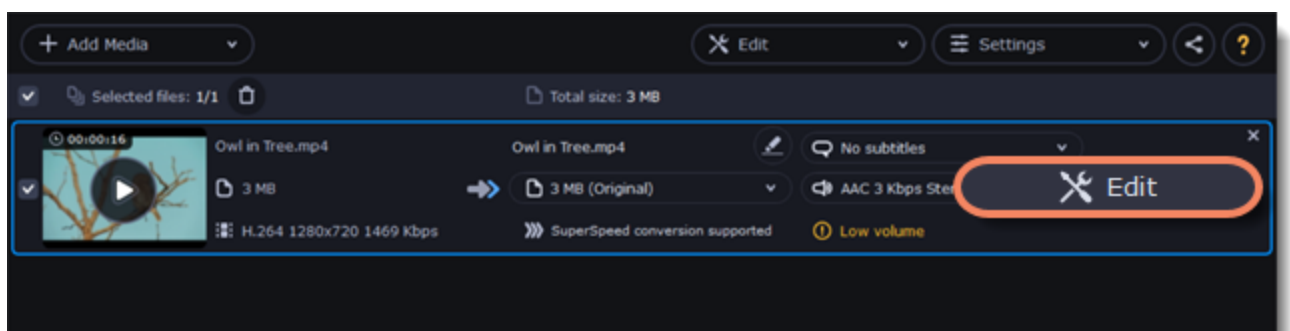 + Add Media
Edit
Settings
?
Selected files: 1/1
Total size: 3 MB
00:00:16
Owl in Tree.mp4
Owl in Tree.mp4
No subtitles
3 MB
3 MB (Original)
AAC 3 Kbps Ster
Edit
H.264 1280x720 1469 Kbps
SuperSpeed conversion supported
Low volume